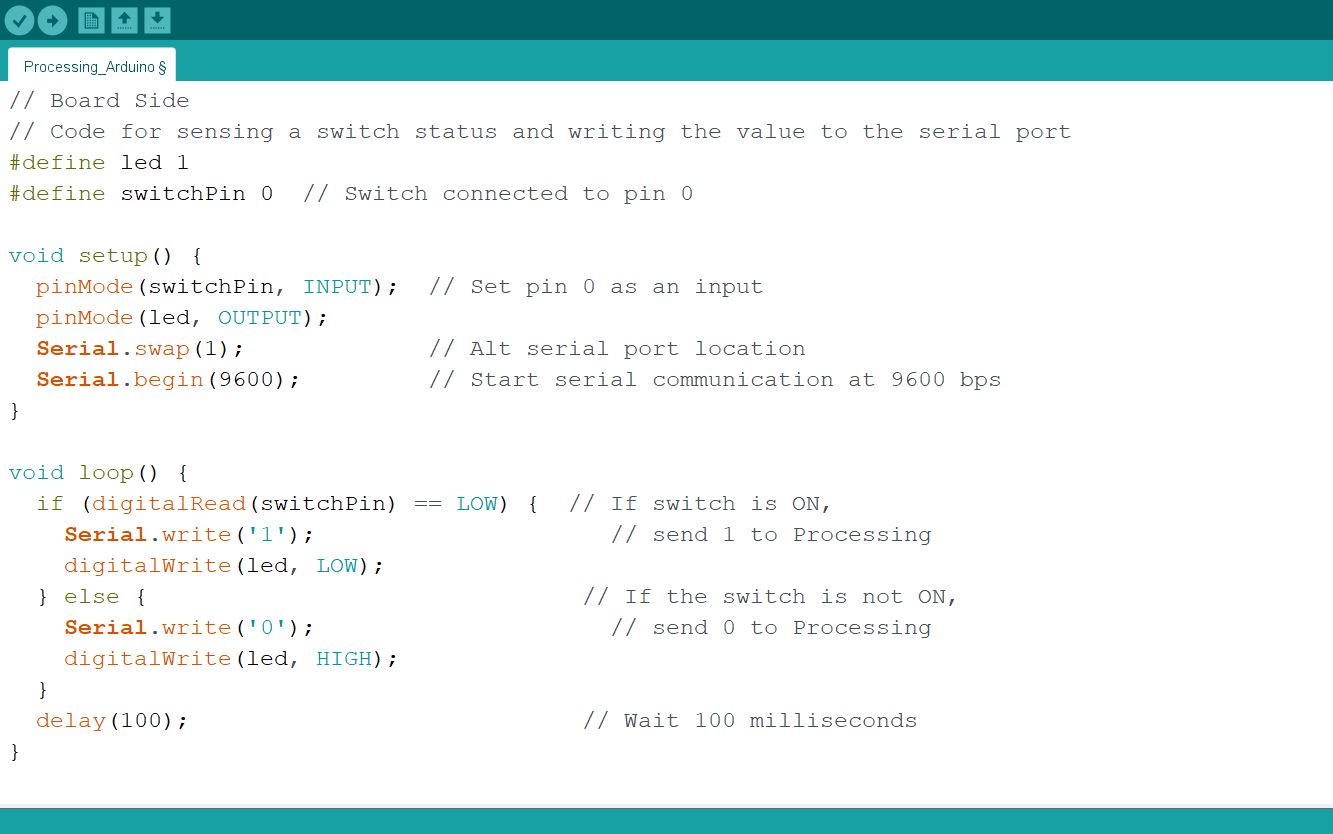 Processing_Arduino §
// Board Side
// Code for sensing a switch status and writing the value to the serial port
#define led 1
#define switchPin 0  // Switch connected to pin 0
void setup() {
  pinMode(switchPin, INPUT);  // Set pin 0 as an input
  pinMode(led, OUTPUT);
  Serial.swap(1);             // Alt serial port location
  Serial.begin(9600);         // Start serial communication at 9600 bps
}
void loop() {
  if (digitalRead(switchPin) == LOW) {  // If switch is ON,
    Serial.write('1');                     // send 1 to Processing
    digitalWrite(led, LOW);
  } else {                               // If the switch is not ON,
    Serial.write('0');                     // send 0 to Processing
    digitalWrite(led, HIGH);
  }
  delay(100);                            // Wait 100 milliseconds
}